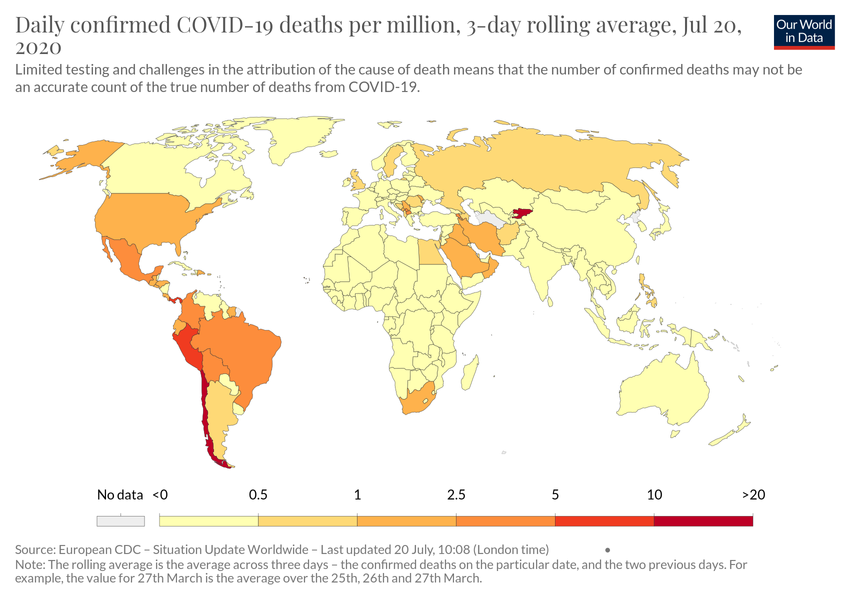 Daily confirmed COVID-19 deaths per million, 3-day rolling average, Jul 20,
2020
Our World
in Data
Limited testing and challenges in the attribution of the cause of death means that the number of confirmed deaths may not be
an accurate count of the true number of deaths from COVID-19.
No data <0 0.5 1 2.5 5 10 >20
Source: European CDC – Situation Update Worldwide – Last updated 20 July, 10:08 (London time) •
Note: The rolling average is the average across three days – the confirmed deaths on the particular date, and the two previous days. For
example, the value for 27th March is the average over the 25th, 26th and 27th March.